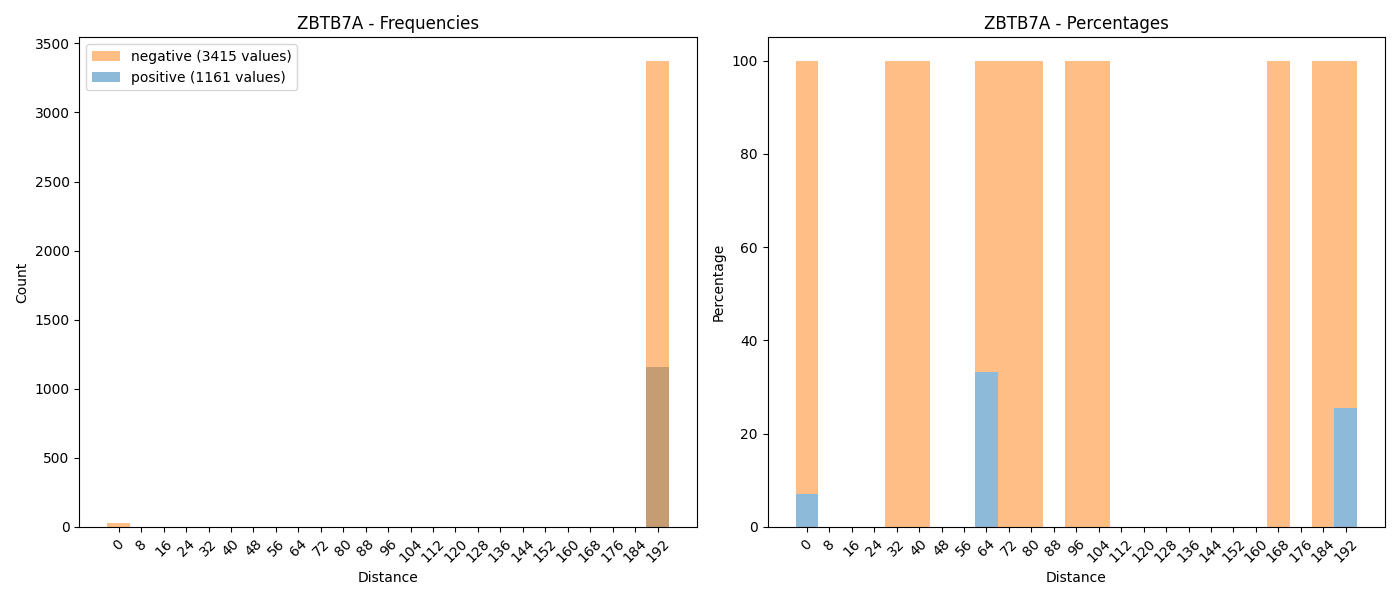 ZBTB7A - Frequencies
3500
3000
2500
2000
1500
1000
500
0
Count
negative (3415 values)
positive (1161 values)
0 8 16 24 32 40 48 56 64 72 80 88 96 104 112 120 128 136 144 152 160 168 176 184 192
Distance
ZBTB7A - Percentages
100
80
60
40
20
0
Percentage
0 8 16 24 32 40 48 56 64 72 80 88 96 104 112 120 128 136 144 152 160 168 176 184 192
Distance